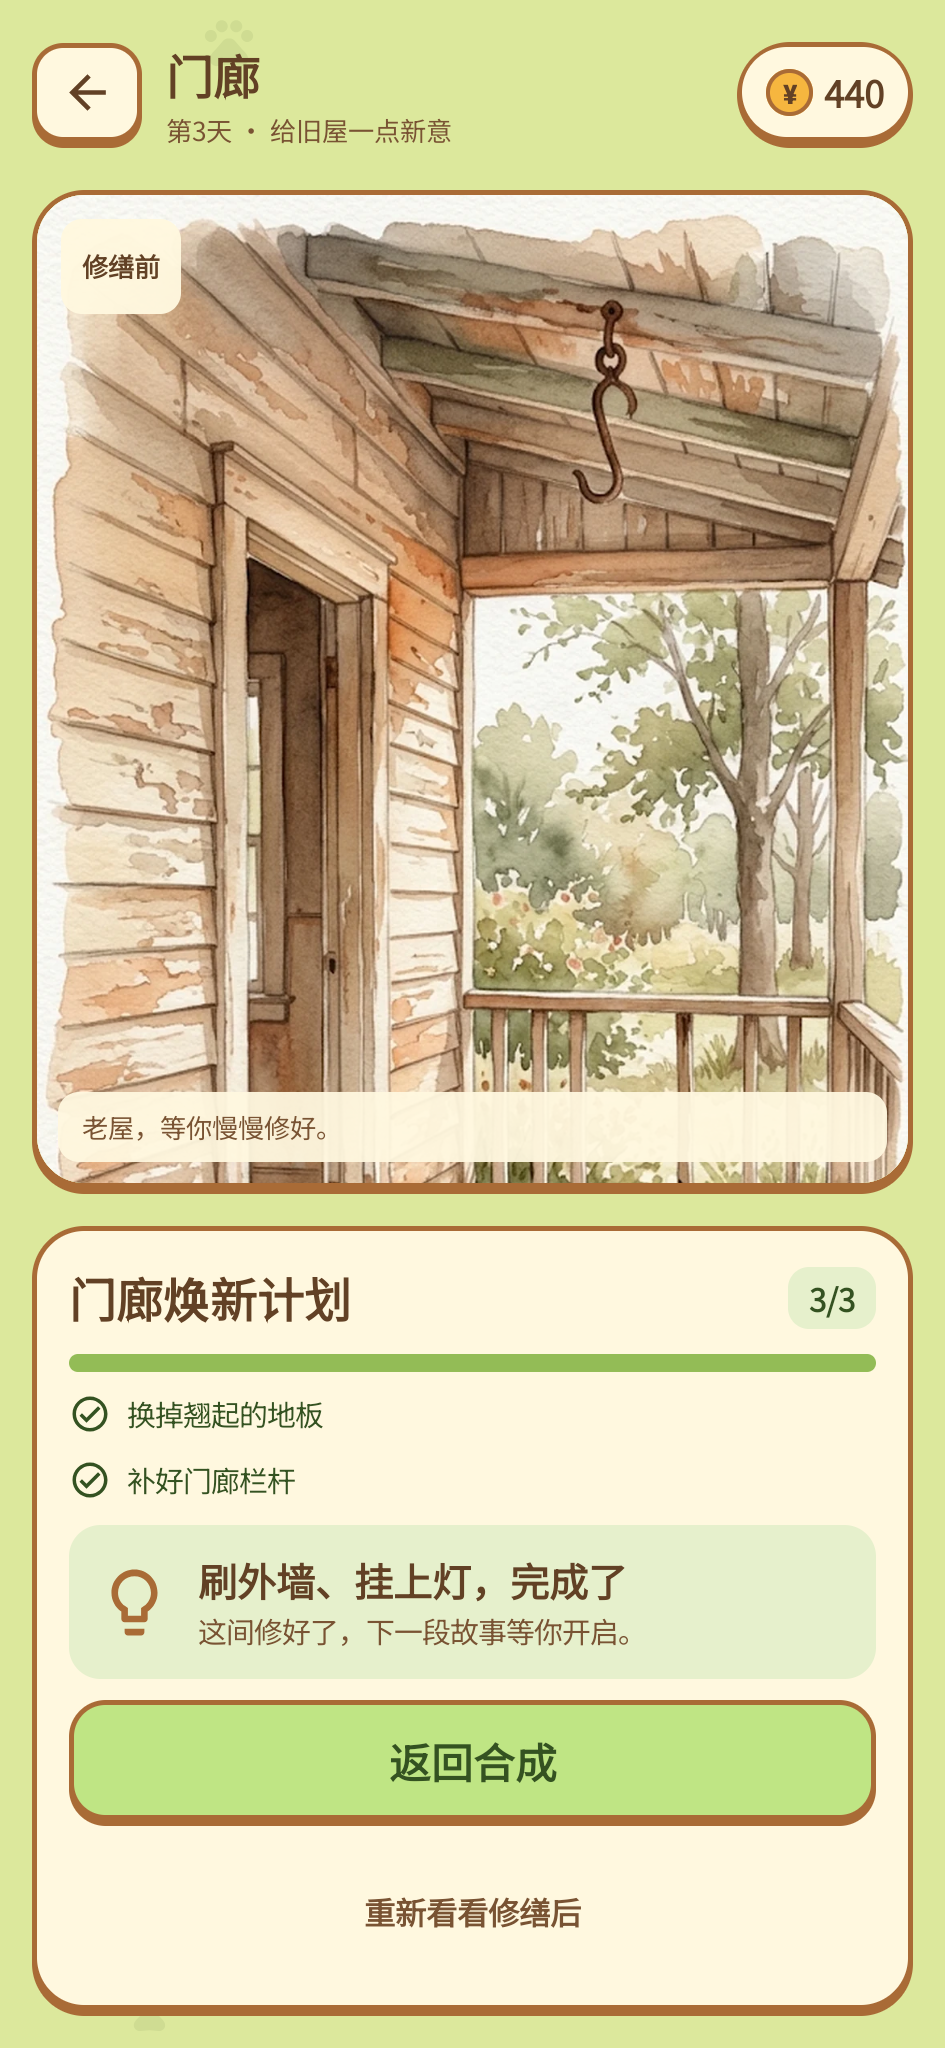 门廊
第3天 · 给旧屋一点新意
¥ 440
修缮前
老屋，等你慢慢修好。
门廊焕新计划
3/3
换掉翘起的地板
补好门廊栏杆
刷外墙、挂上灯，完成了
这间修好了，下一段故事等你开启。
返回合成
重新看看修缮后